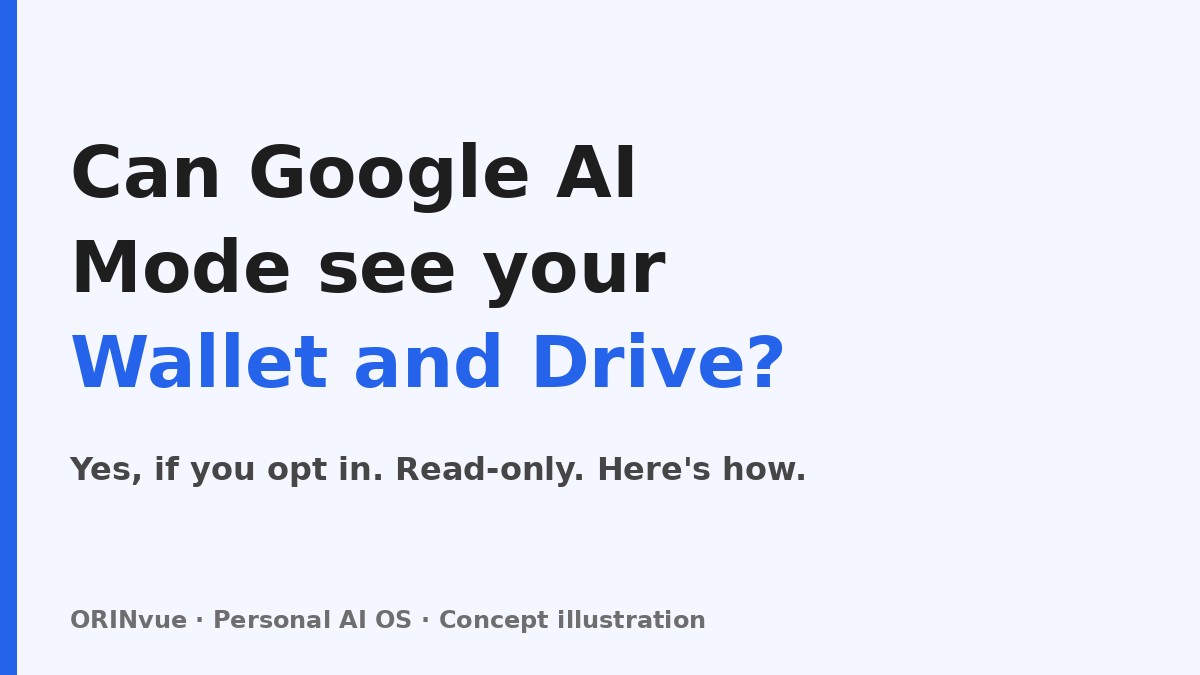 Can Google AI
Mode see your
Wallet and Drive?
Yes, if you opt in. Read-only. Here's how.
ORINvue · Personal AI OS · Concept illustration